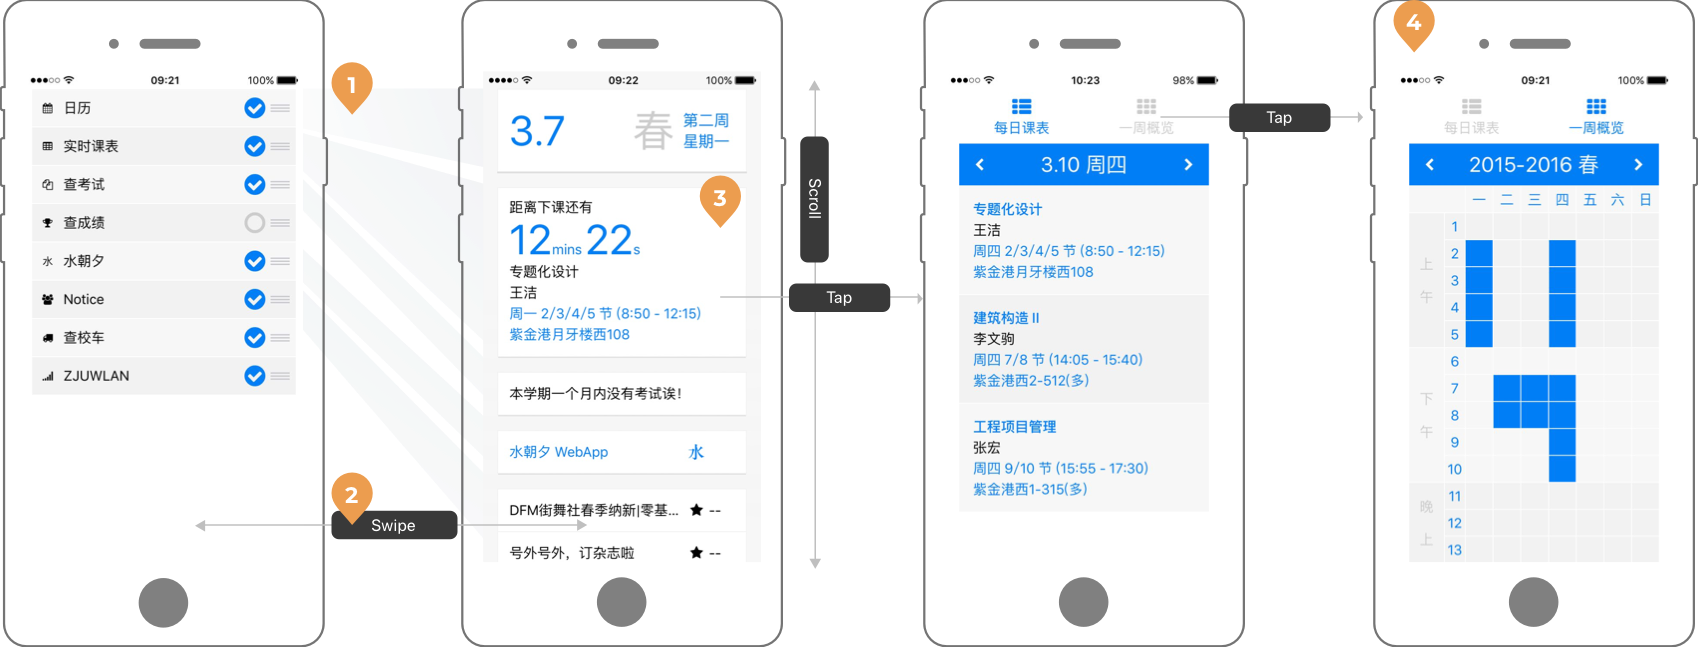 09:21
100%
日历
实时课表
查考试
查成绩
水 水朝夕
Notice
查校车
ZJUWLAN
1
2
Swipe
09:22
100%
3.7
春
第二周
星期一
3
距离下课还有
12mins 22s
专题化设计
王洁
周一 2/3/4/5 节 (8:50 - 12:15)
紫金港月牙楼西108
本学期一个月内没有考试诶！
水朝夕 WebApp
水
DFM街舞社春季纳新|零基... ★ --
号外号外，订杂志啦 ★ --
Scroll
Tap
10:23
98%
每日课表
一周概览
3.10 周四
专题化设计
王洁
周四 2/3/4/5 节 (8:50 - 12:15)
紫金港月牙楼西108
建筑构造 II
李文驹
周四 7/8 节 (14:05 - 15:40)
紫金港西2-512(多)
工程项目管理
张宏
周四 9/10 节 (15:55 - 17:30)
紫金港西1-315(多)
Tap
4
09:21
100%
每日课表
一周概览
2015-2016 春
一 二 三 四 五 六 日
上午
1
2
3
4
5
下午
6
7
8
9
10
晚上
11
12
13